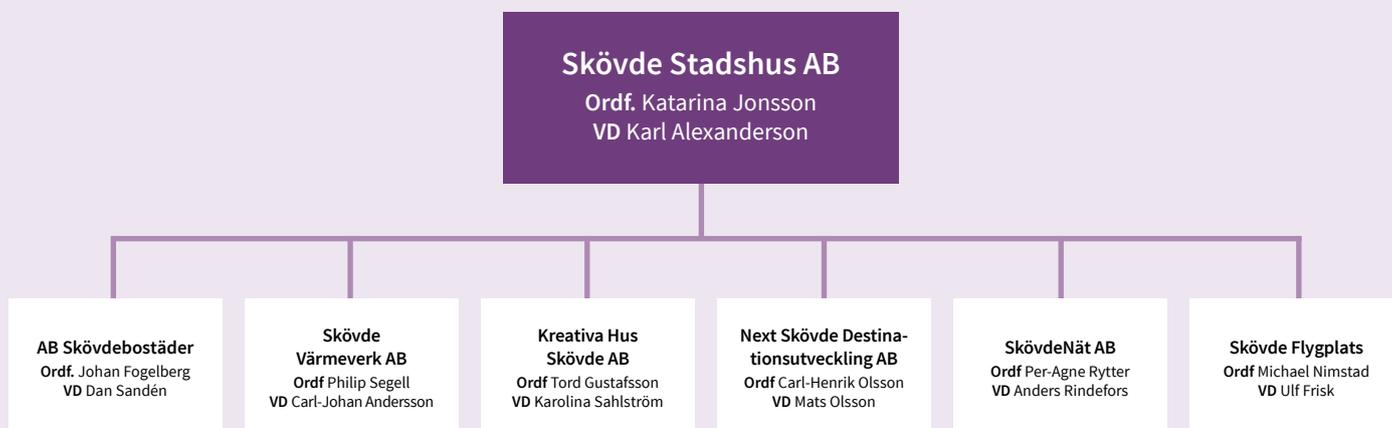 Skövde Stadshus AB
Ordf. Katarina Jonsson
VD Karl Alexanderson
AB Skövdebostäder
Ordf. Johan Fogelberg
VD Dan Sandén
Skövde
Värmeverk AB
Ordf Philip Segell
VD Carl-Johan Andersson
Kreativa Hus
Skövde AB
Ordf Tord Gustafsson
VD Karolina Sahlström
Next Skövde Destina-
tionsutveckling AB
Ordf Carl-Henrik Olsson
VD Mats Olsson
SkövdeNät AB
Ordf Per-Agne Rytter
VD Anders Rindefors
Skövde Flygplats
Ordf Michael Nimstad
VD Ulf Frisk